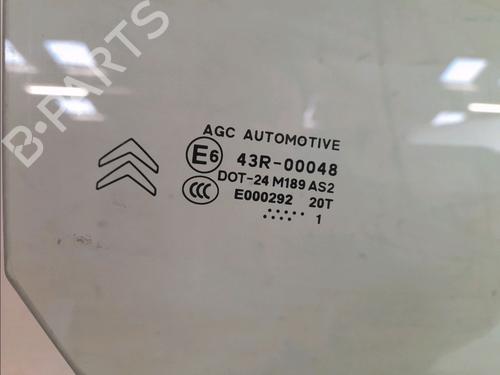 B-PARTS
AGC AUTOMOTIVE
E6 43R-00048
DOT-24 M189 AS2
CCC E000292 20T
1